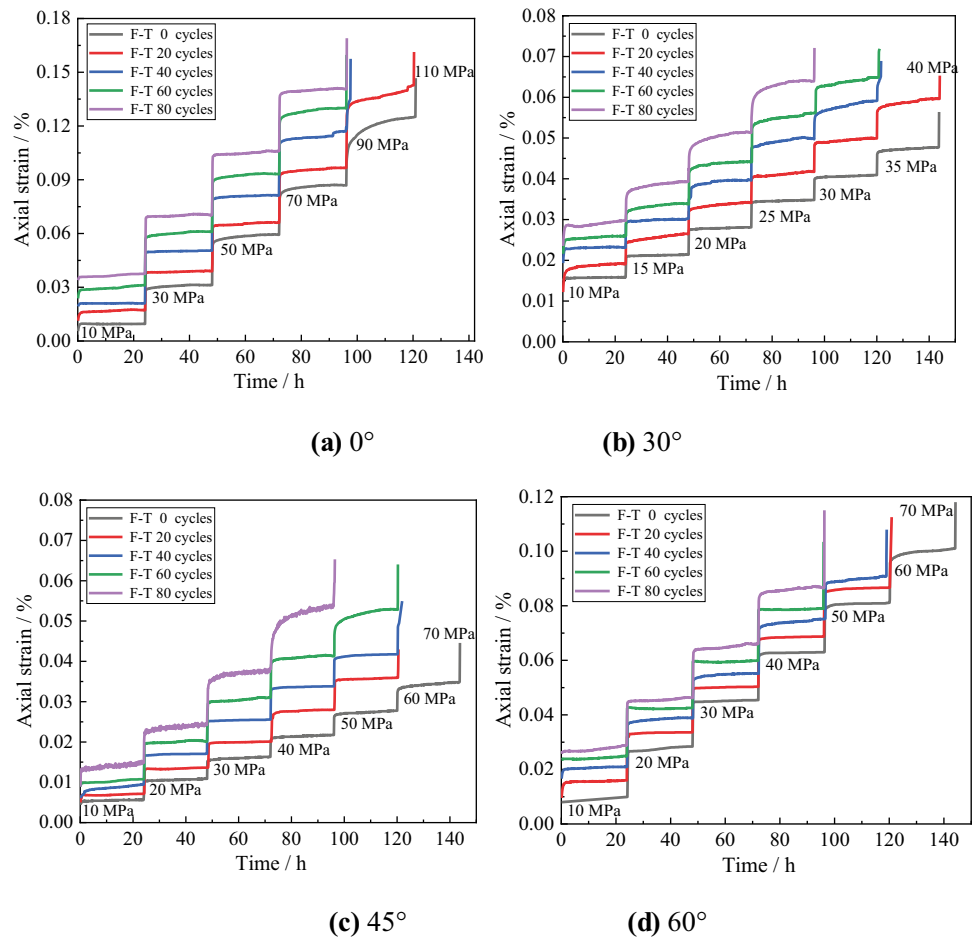 0.18
0.15
0.12
0.09
0.06
0.03
0.00
Axial strain / %
F-T 0 cycles
F-T 20 cycles
F-T 40 cycles
F-T 60 cycles
F-T 80 cycles
110 MPa
90 MPa
70 MPa
50 MPa
30 MPa
10 MPa
0 20 40 60 80 100 120 140
Time / h
(a) 0°
0.08
0.07
0.06
0.05
0.04
0.03
0.02
0.01
0.00
Axial strain / %
F-T 0 cycles
F-T 20 cycles
F-T 40 cycles
F-T 60 cycles
F-T 80 cycles
40 MPa
35 MPa
30 MPa
25 MPa
20 MPa
15 MPa
10 MPa
0 20 40 60 80 100 120 140
Time / h
(b) 30°
0.08
0.07
0.06
0.05
0.04
0.03
0.02
0.01
0.00
Axial strain / %
F-T 0 cycles
F-T 20 cycles
F-T 40 cycles
F-T 60 cycles
F-T 80 cycles
70 MPa
60 MPa
50 MPa
40 MPa
30 MPa
20 MPa
10 MPa
0 20 40 60 80 100 120 140
Time / h
(c) 45°
0.12
0.10
0.08
0.06
0.04
0.02
0.00
Axial strain / %
F-T 0 cycles
F-T 20 cycles
F-T 40 cycles
F-T 60 cycles
F-T 80 cycles
70 MPa
60 MPa
50 MPa
40 MPa
30 MPa
20 MPa
10 MPa
0 20 40 60 80 100 120 140
Time / h
(d) 60°